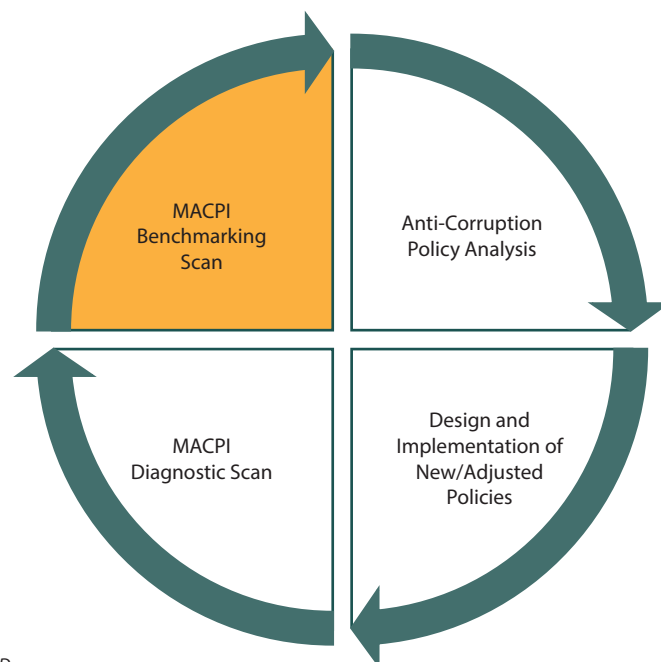 MACPI
Benchmarking
Scan
Anti-Corruption
Policy Analysis
MACPI
Diagnostic Scan
Design and
Implementation of
New/Adjusted
Policies